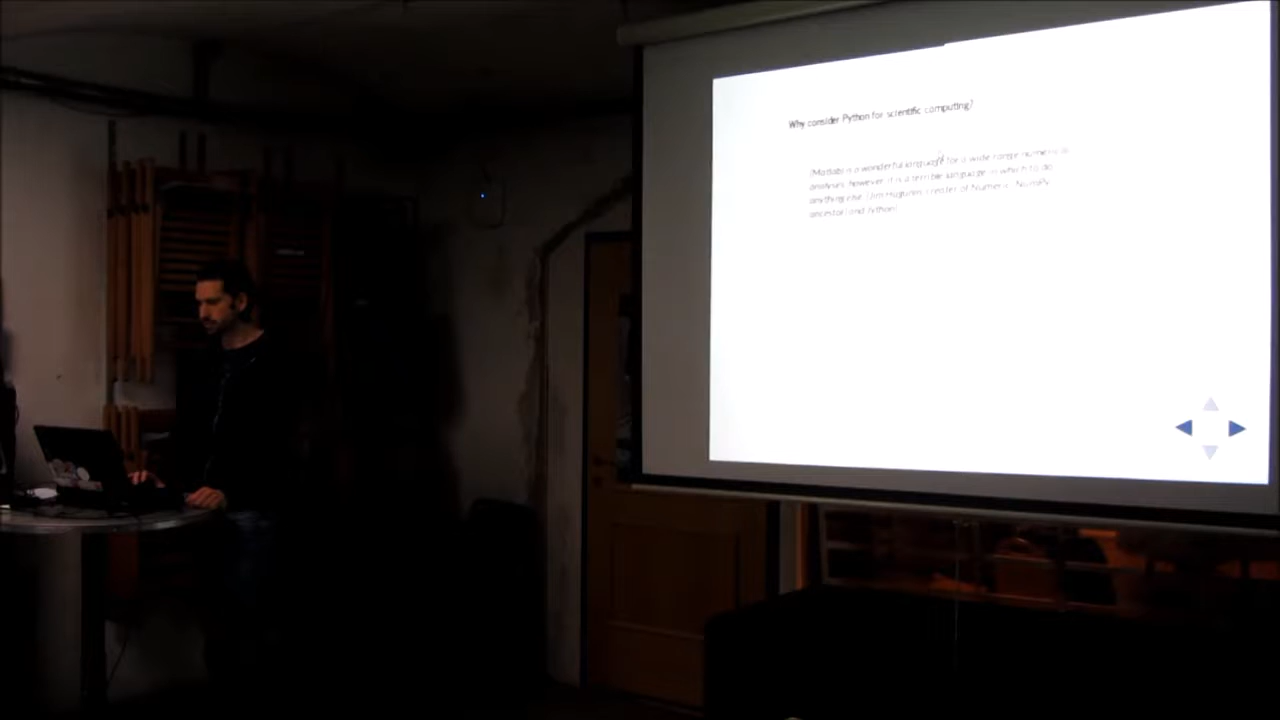 Why consider Python for scientific computing?
(Matlab) is a wonderful language for a wide range numerical
analyses, however it is a terrible language in which to do
anything else. (Jim Hugunin, creator of Numeric, NumPy
ancestor) and Jython)